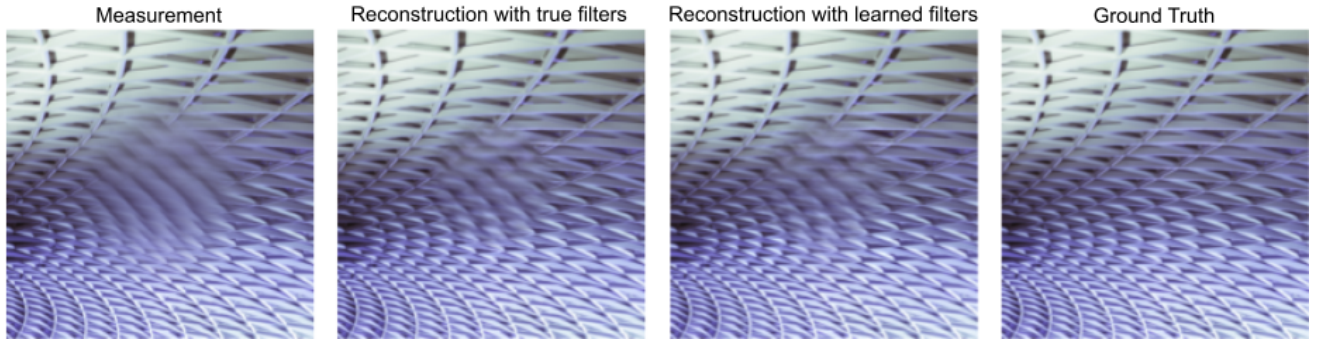 Measurement
Reconstruction with true filters
Reconstruction with learned filters
Ground Truth